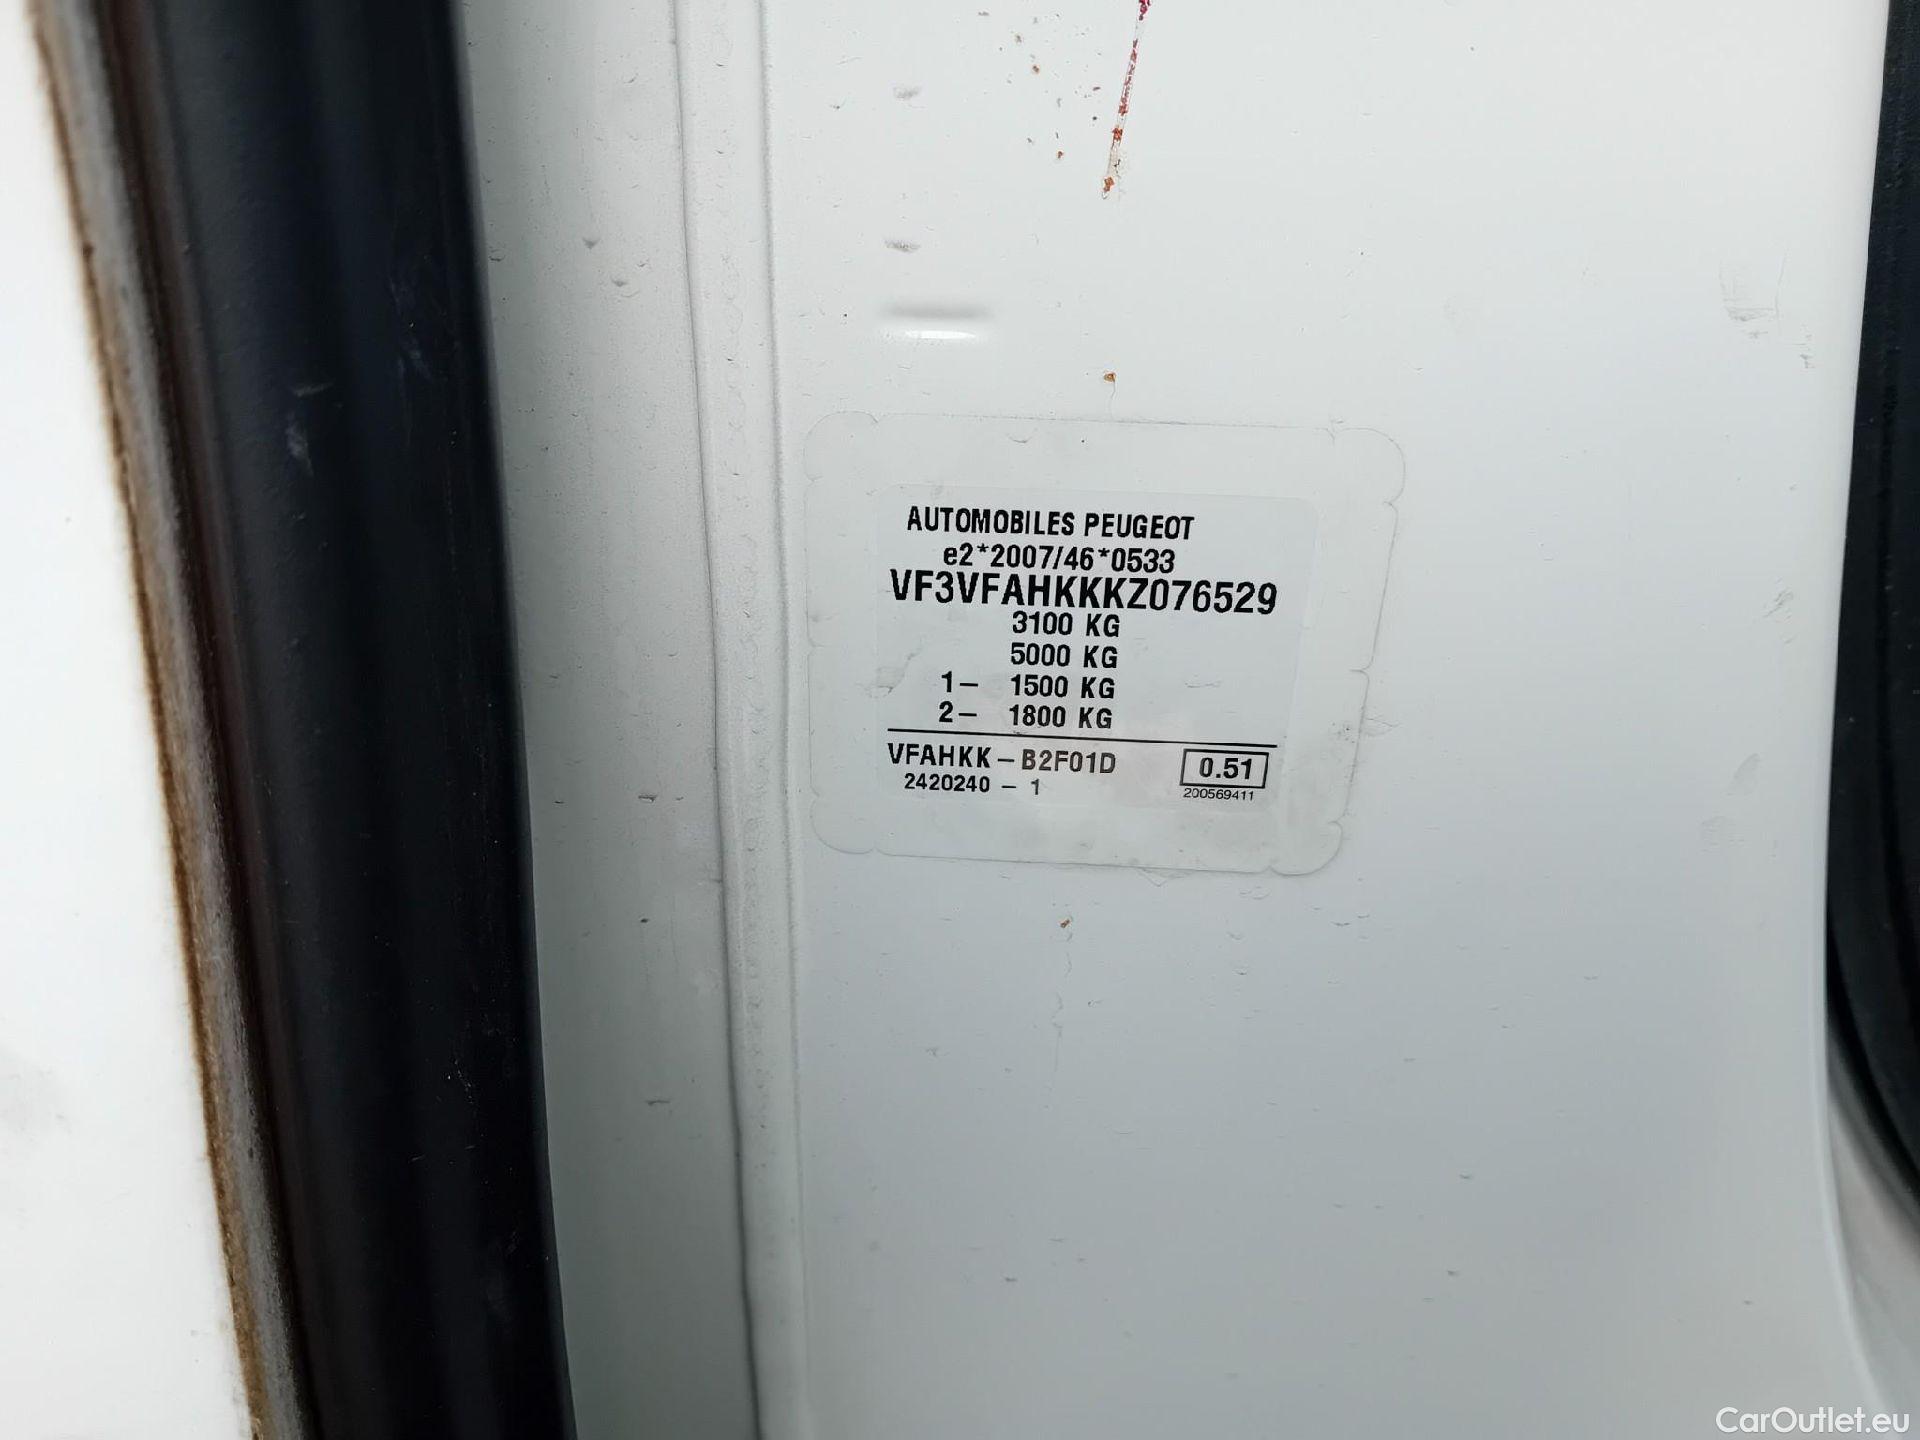 AUTOMOBILES PEUGEOT
e2*2007/46*0533
VF3VFAHKKKZ076529
3100 KG
5000 KG
1- 1500 KG
2- 1800 KG
VFAHKK-B2F01D
0.51
2420240 - 1
200569411
CarOutlet.eu